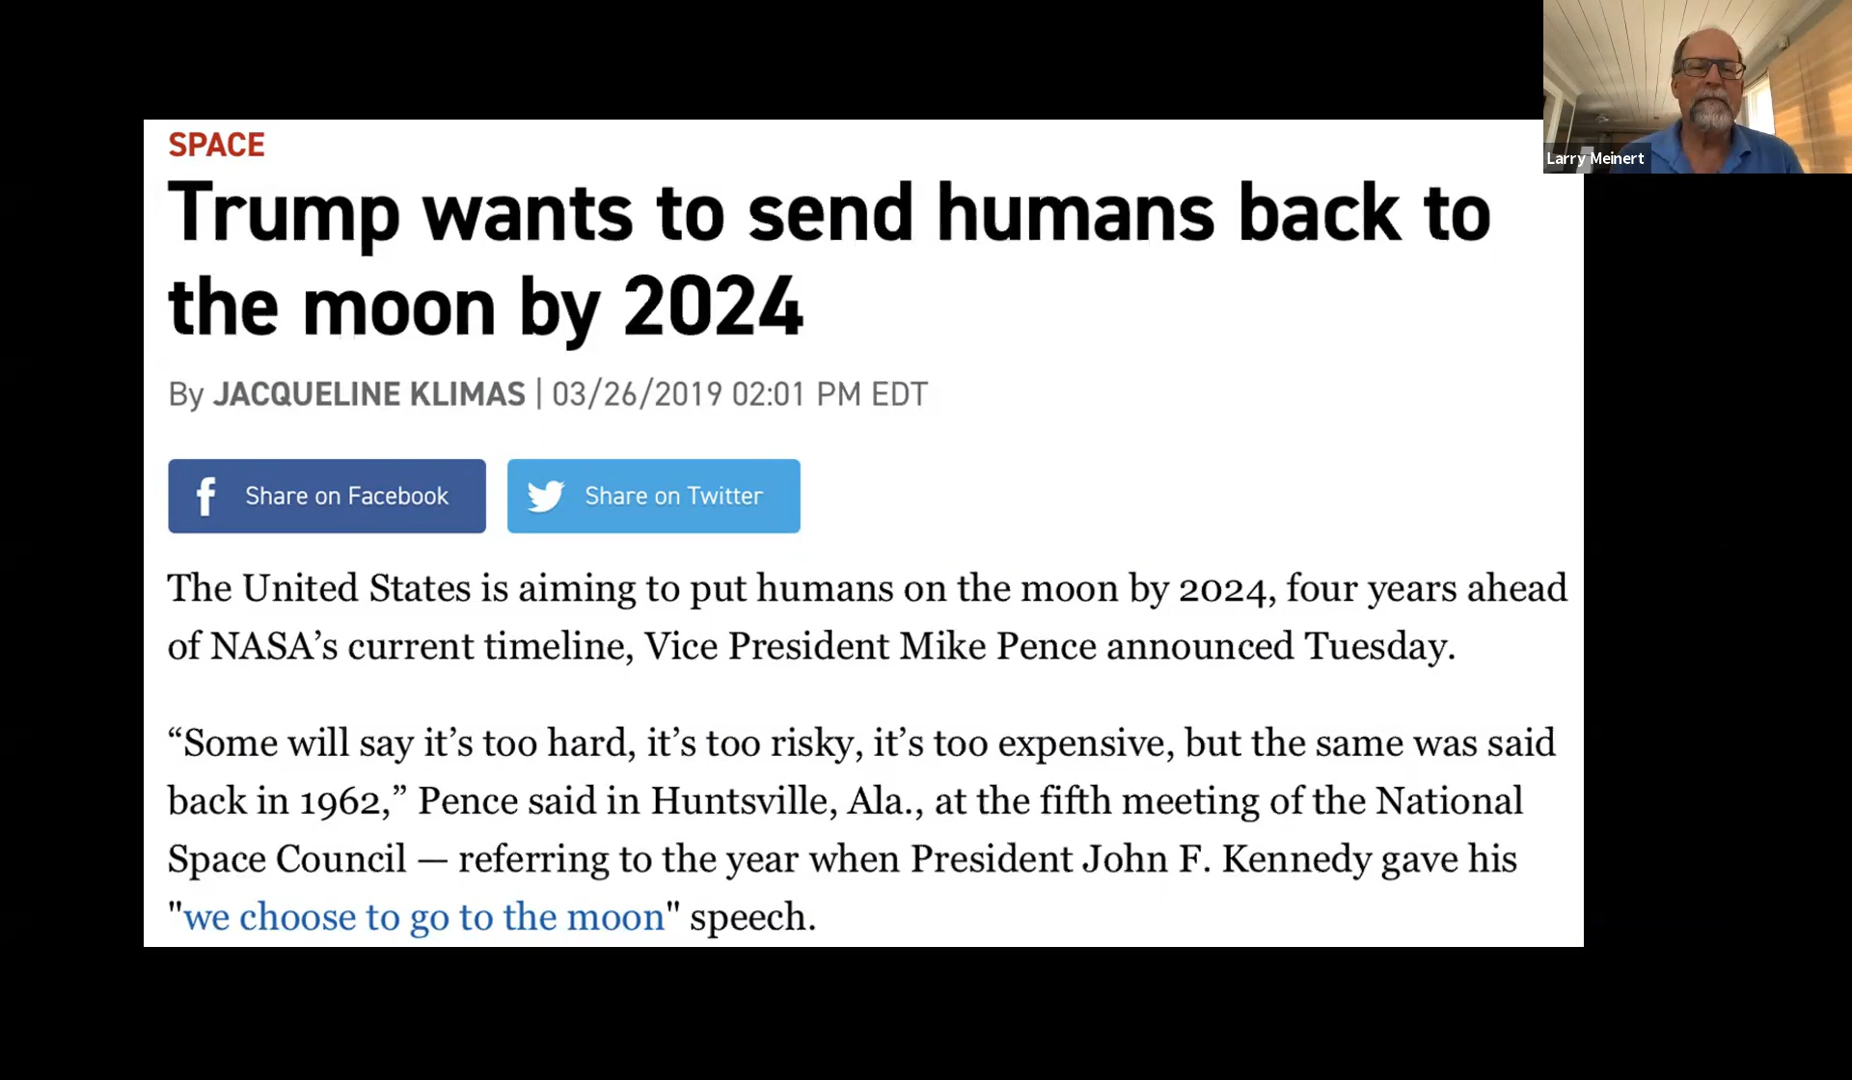 SPACE
Trump wants to send humans back to
the moon by 2024
By JACQUELINE KLIMAS | 03/26/2019 02:01 PM EDT
f Share on Facebook
Share on Twitter
The United States is aiming to put humans on the moon by 2024, four years ahead
of NASA’s current timeline, Vice President Mike Pence announced Tuesday.
“Some will say it’s too hard, it’s too risky, it’s too expensive, but the same was said
back in 1962,” Pence said in Huntsville, Ala., at the fifth meeting of the National
Space Council — referring to the year when President John F. Kennedy gave his
"we choose to go to the moon" speech.
Larry Meinert